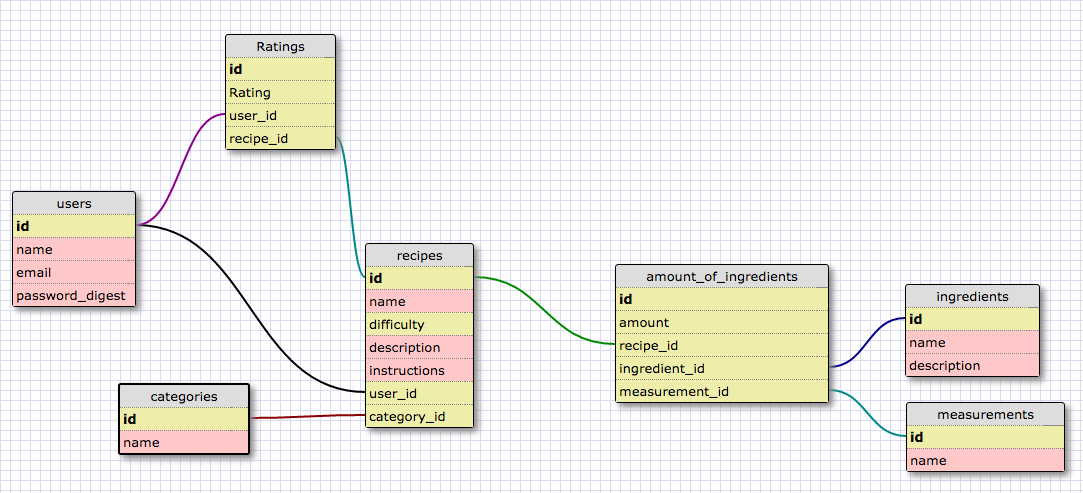 Ratings
id
Rating
user_id
recipe_id
users
id
name
email
password_digest
recipes
id
name
difficulty
description
instructions
user_id
category_id
categories
id
name
amount_of_ingredients
id
amount
recipe_id
ingredient_id
measurement_id
ingredients
id
name
description
measurements
id
name